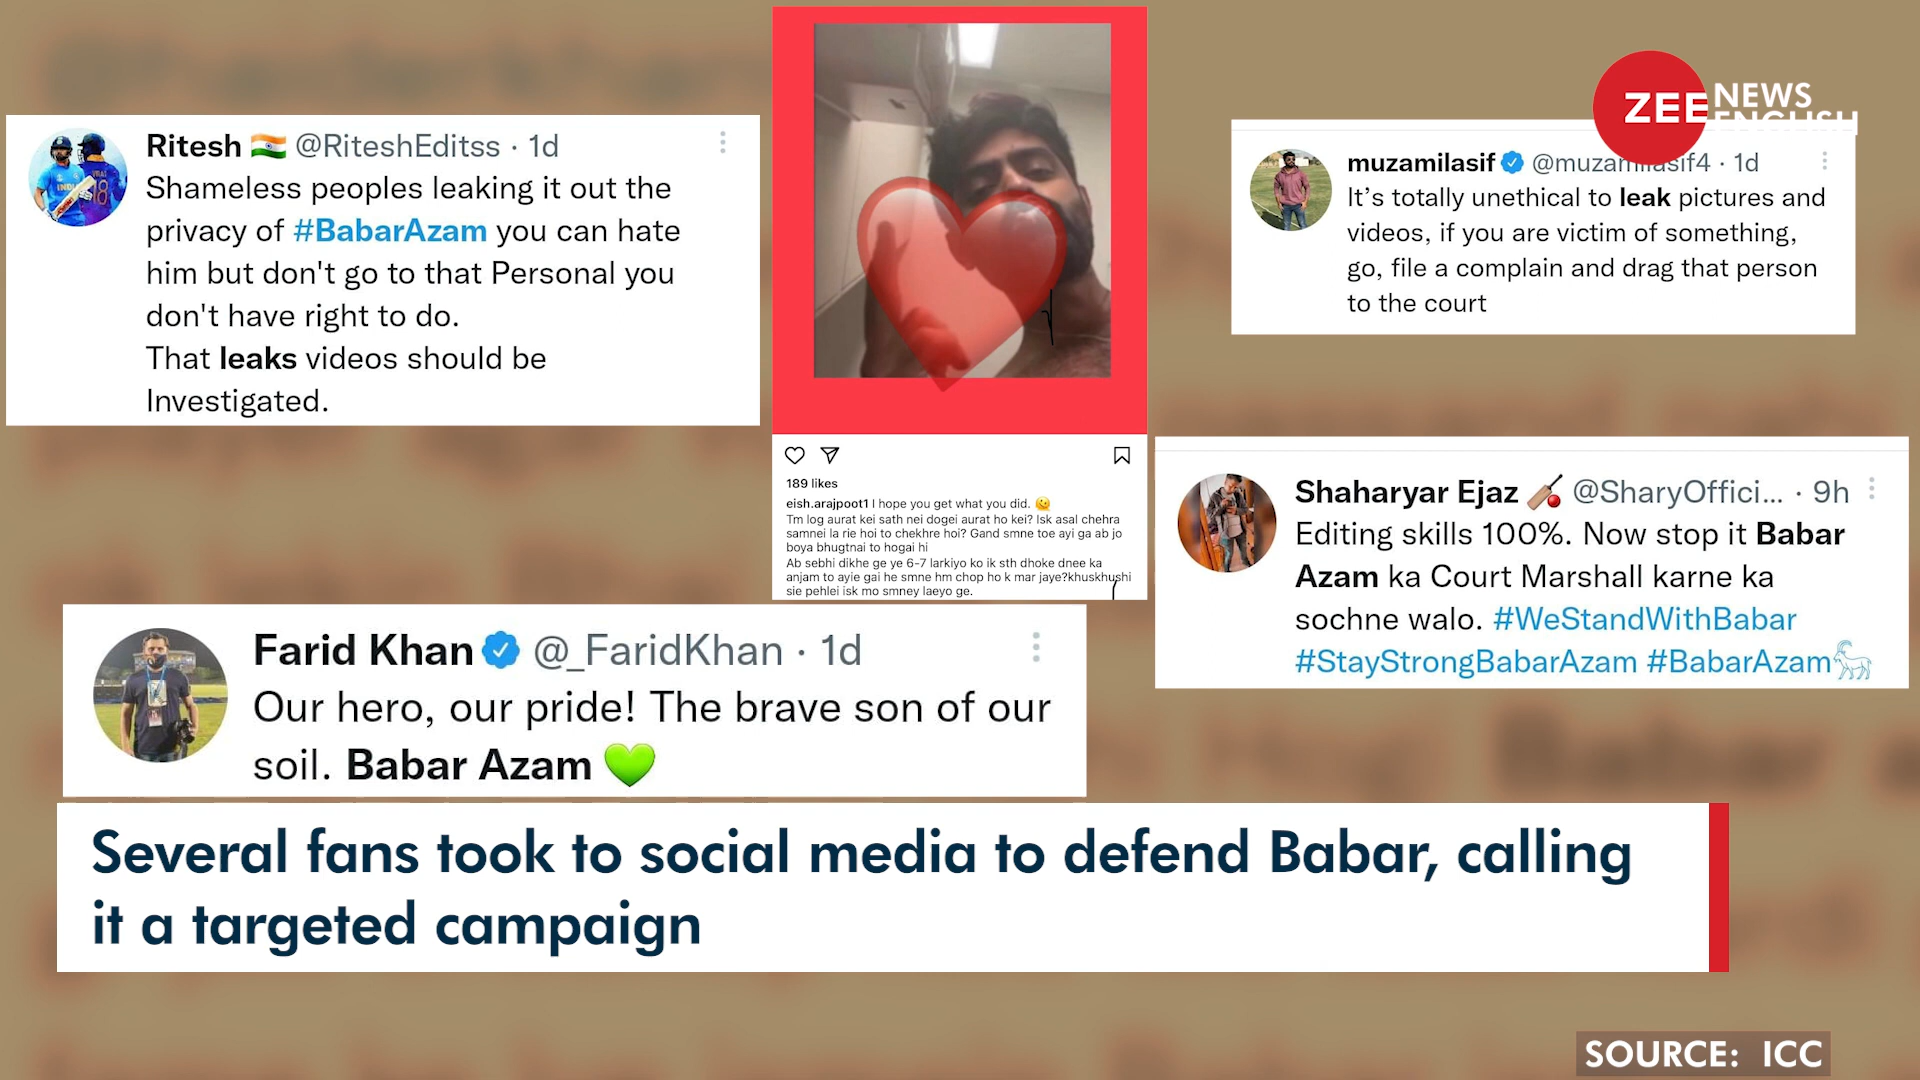 ZEE NEWS
ENGLISH
Ritesh 🇮🇳 @RiteshEditss · 1d
Shameless peoples leaking it out the
privacy of #BabarAzam you can hate
him but don't go to that Personal you
don't have right to do.
That leaks videos should be
Investigated.
189 likes
eish.arajpoot1 I hope you get what you did. 🫠
Tm log aurat kei sath nei dogei aurat ho kei? Isk asal chehra
samnei la rie hoi to chekhre hoi? Gand smne toe ayi ga ab jo
boya bhugtnai to hogai hi
Ab sebhi dikhe ge ye 6-7 larkiyo ko ik sth dhoke dnee ka
anjam to ayie gai he smne hm chop ho k mar jaye?khuskhushi
sie pehlei isk mo smney laeyo ge.
muzamilasif @muzamilasif4 · 1d
It's totally unethical to leak pictures and
videos, if you are victim of something,
go, file a complain and drag that person
to the court
Shaharyar Ejaz 🏏 @SharyOffici... · 9h
Editing skills 100%. Now stop it Babar
Azam ka Court Marshall karne ka
sochne walo. #WeStandWithBabar
#StayStrongBabarAzam #BabarAzam🐐
Farid Khan @_FaridKhan · 1d
Our hero, our pride! The brave son of our
soil. Babar Azam 💚
Several fans took to social media to defend Babar, calling
it a targeted campaign
SOURCE: ICC